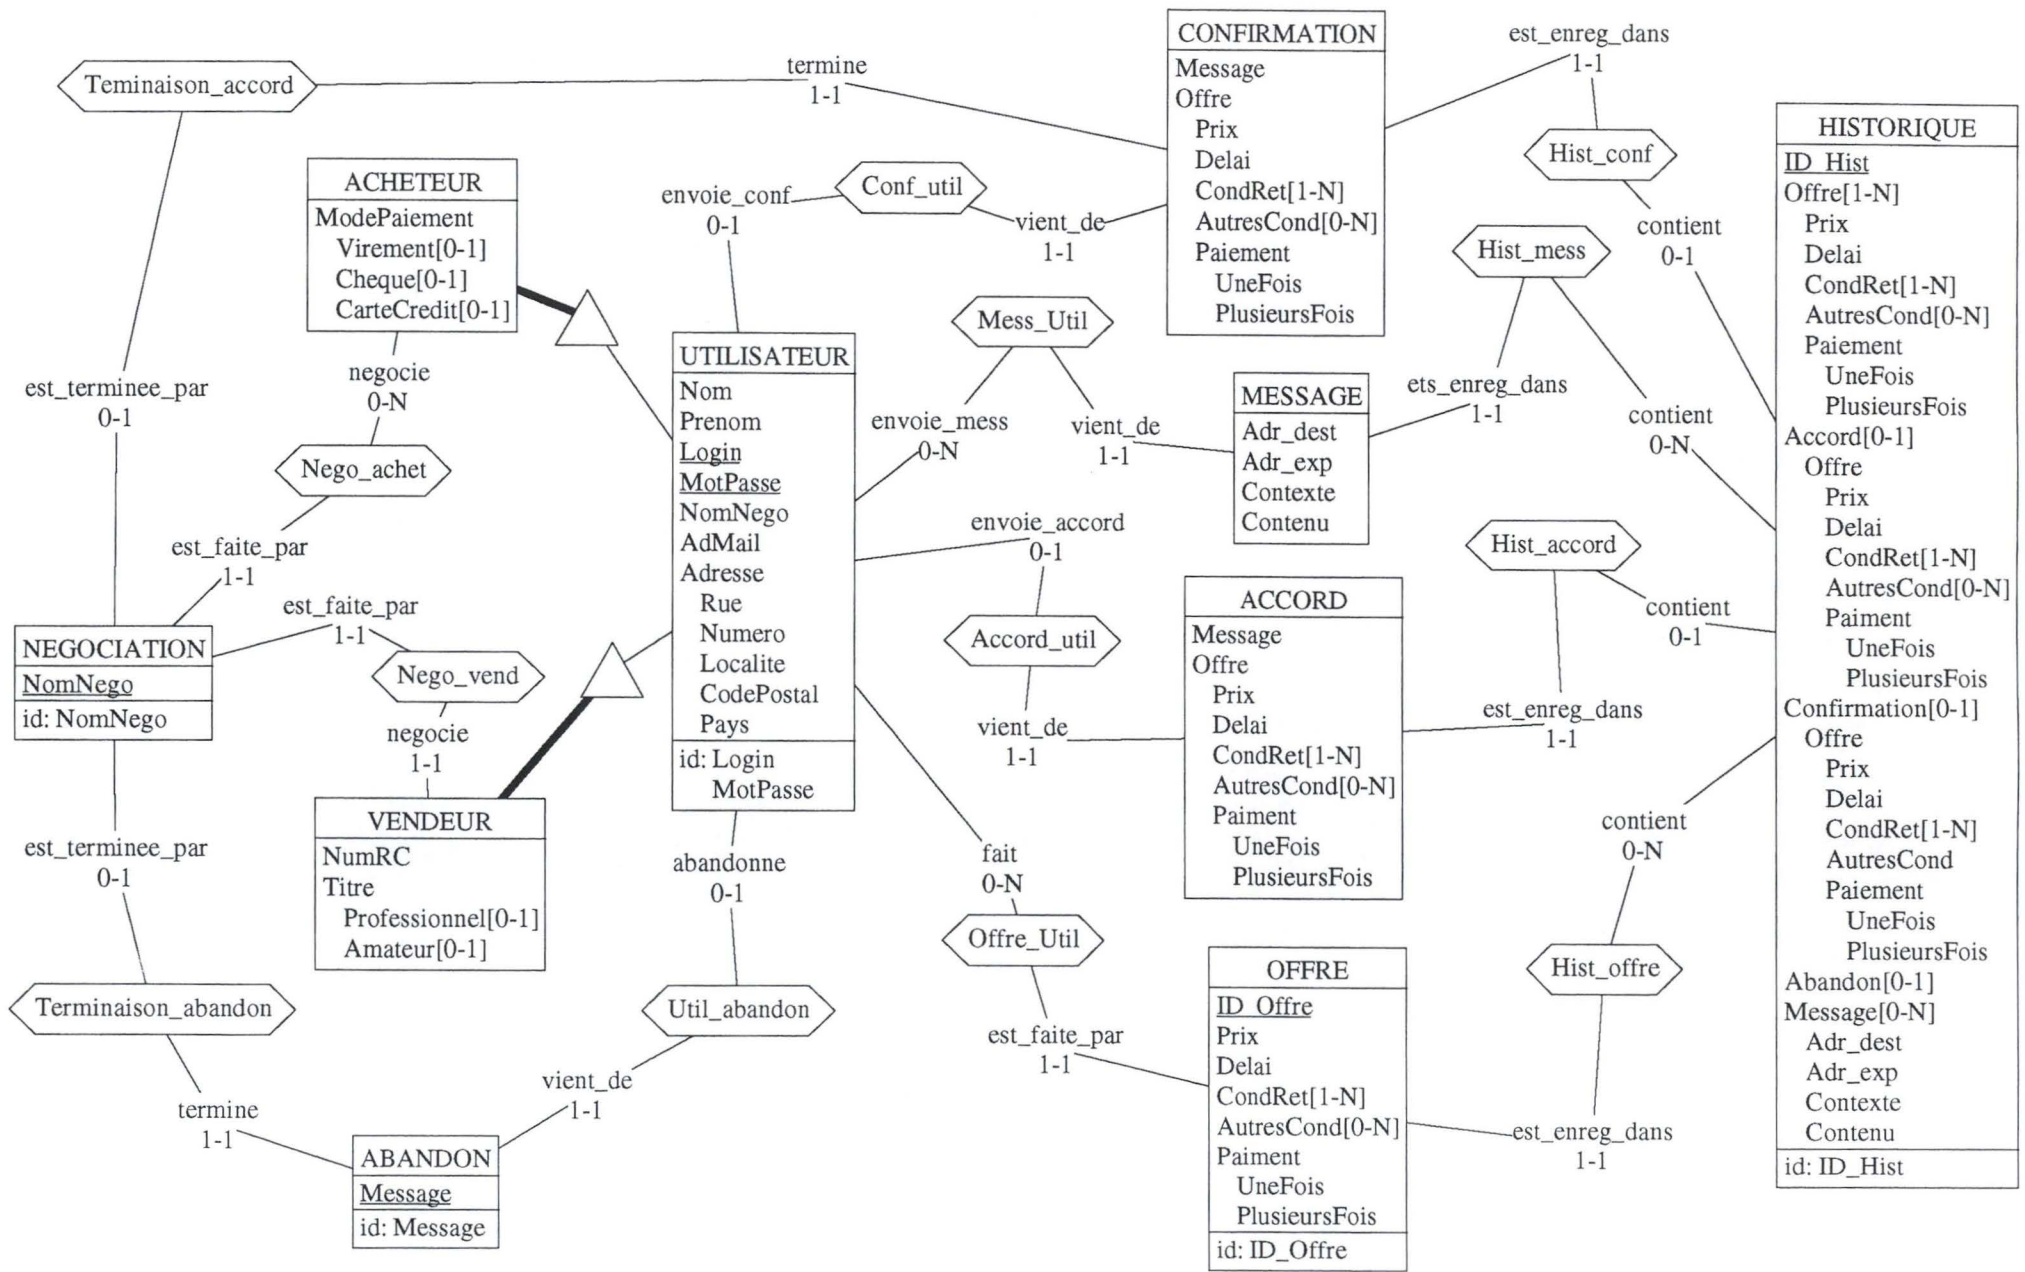 Teminaison_accord
termine
1-1
CONFIRMATION
Message
Offre
Prix
Delai
CondRet[1-N]
AutresCond[0-N]
Paiement
UneFois
PlusieursFois
est_enreg_dans
1-1
Hist_conf
contient
0-1
HISTORIQUE
ID_Hist
Offre[1-N]
Prix
Delai
CondRet[1-N]
AutresCond[0-N]
Paiement
UneFois
PlusieursFois
Accord[0-1]
Offre
Prix
Delai
CondRet[1-N]
AutresCond[0-N]
Paiment
UneFois
PlusieursFois
Confirmation[0-1]
Offre
Prix
Delai
CondRet[1-N]
AutresCond
Paiement
UneFois
PlusieursFois
Abandon[0-1]
Message[0-N]
Adr_dest
Adr_exp
Contexte
Contenu
id: ID_Hist
ACHETEUR
ModePaiement
Virement[0-1]
Cheque[0-1]
CarteCredit[0-1]
envoie_conf
0-1
Conf_util
vient_de
1-1
Hist_mess
contient
0-N
Mess_Util
envoie_mess
0-N
vient_de
1-1
MESSAGE
Adr_dest
Adr_exp
Contexte
Contenu
ets_enreg_dans
1-1
est_terminee_par
0-1
negocie
0-N
Nego_achet
est_faite_par
1-1
UTILISATEUR
Nom
Prenom
Login
MotPasse
NomNego
AdMail
Adresse
Rue
Numero
Localite
CodePostal
Pays
id: Login
MotPasse
envoie_accord
0-1
Accord_util
vient_de
1-1
ACCORD
Message
Offre
Prix
Delai
CondRet[1-N]
AutresCond[0-N]
Paiment
UneFois
PlusieursFois
Hist_accord
contient
0-1
est_enreg_dans
1-1
NEGOCIATION
NomNego
id: NomNego
est_faite_par
1-1
Nego_vend
negocie
1-1
VENDEUR
NumRC
Titre
Professionnel[0-1]
Amateur[0-1]
est_terminee_par
0-1
Terminaison_abandon
termine
1-1
ABANDON
Message
id: Message
abandonne
0-1
Util_abandon
vient_de
1-1
fait
0-N
Offre_Util
est_faite_par
1-1
OFFRE
ID_Offre
Prix
Delai
CondRet[1-N]
AutresCond[0-N]
Paiment
UneFois
PlusieursFois
id: ID_Offre
contient
0-N
Hist_offre
est_enreg_dans
1-1